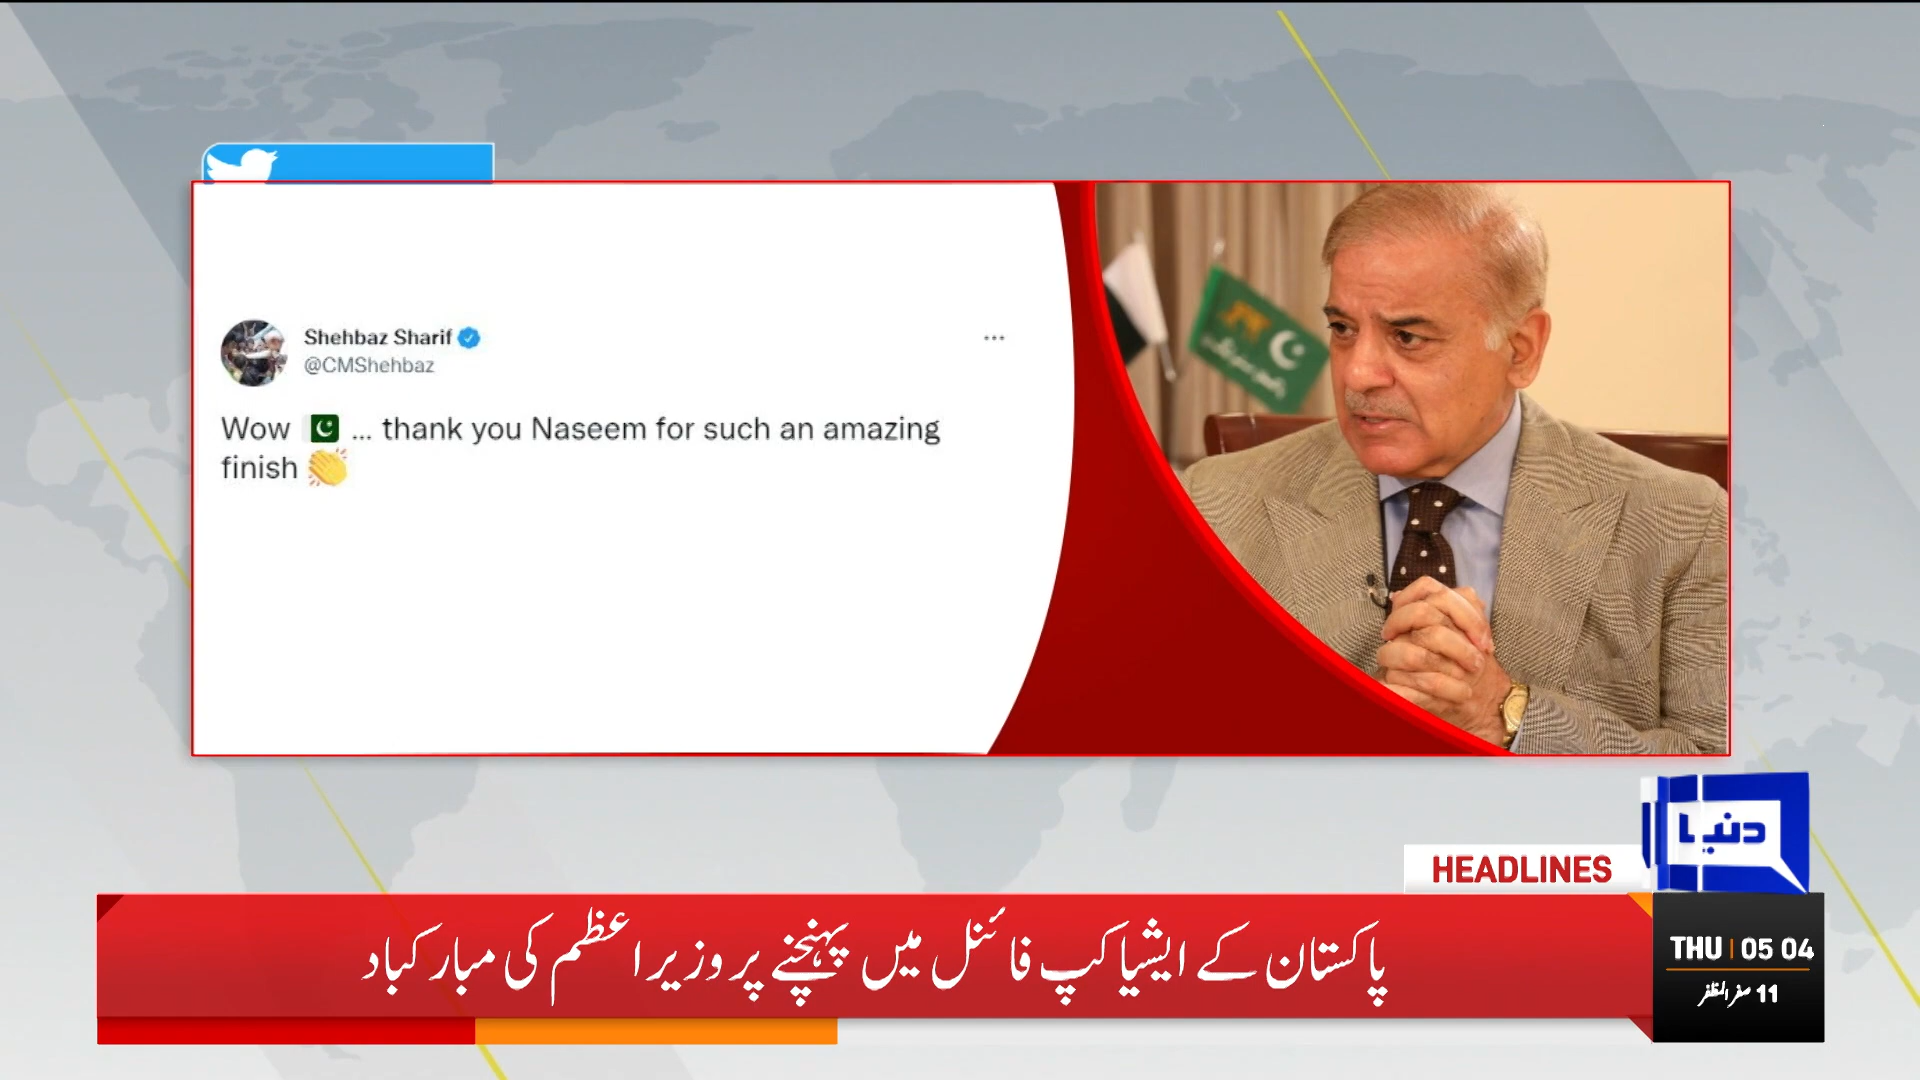 Shehbaz Sharif
@CMShehbaz
Wow 🇵🇰 ... thank you Naseem for such an amazing
finish 👏
دنیا
HEADLINES
پاکستان کے ایشیا کپ فائنل میں پہنچنے پر وزیراعظم کی مبارکباد
THU | 05 04
11 صفر المظفر